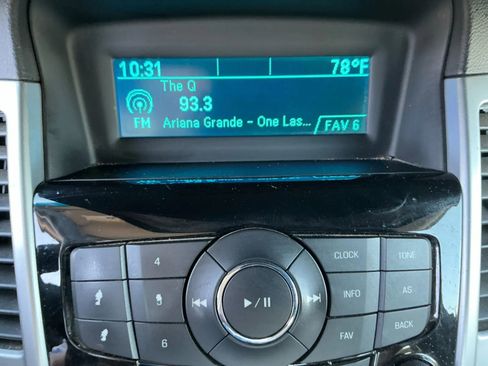 10:31 78°F
The Q
93.3
FM Ariana Grande - One Las... FAV 6
4 CLOCK TONE
INFO AS
FAV BACK
6